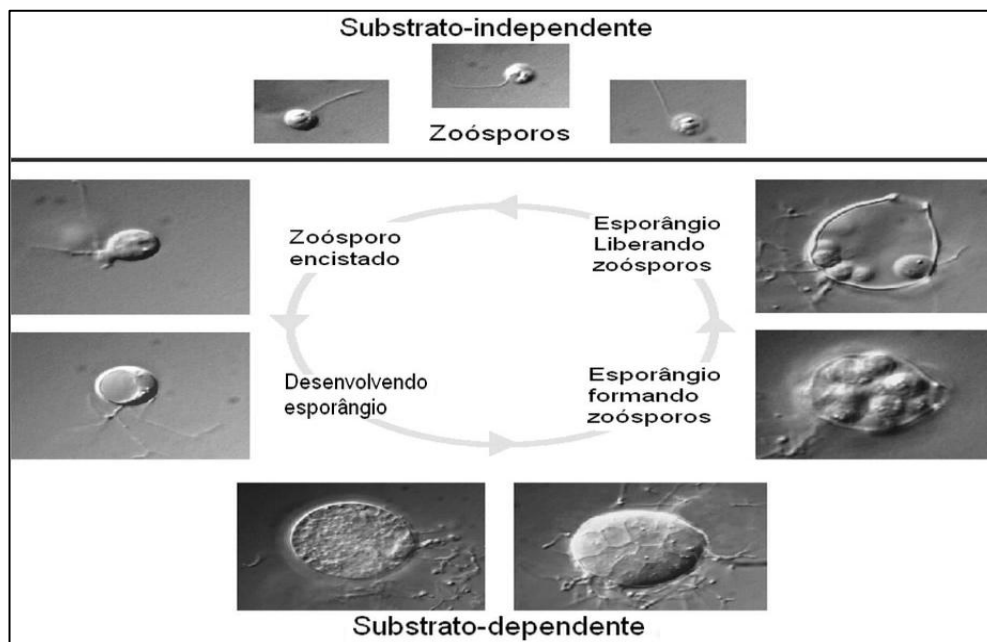 Substrato-independente
Zoósporos
Zoósporo
encistado
Esporângio
Liberando
zoósporos
Desenvolvendo
esporângio
Esporângio
formando
zoósporos
Substrato-dependente